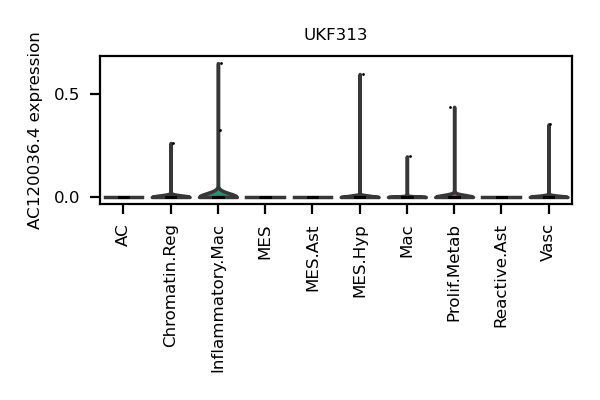 UKF313
AC120036.4 expression
0.5
0.0
AC
Chromatin.Reg
Inflammatory.Mac
MES
MES.Ast
MES.Hyp
Mac
Prolif.Metab
Reactive.Ast
Vasc